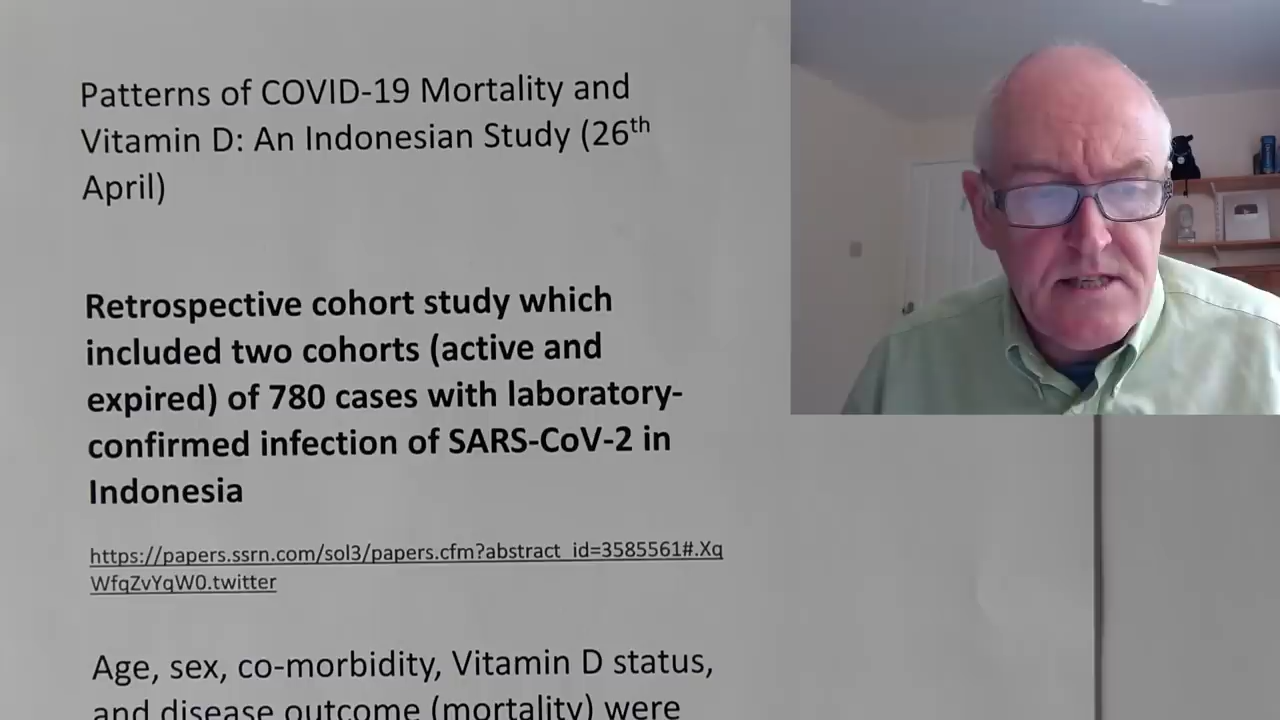 Patterns of COVID-19 Mortality and
Vitamin D: An Indonesian Study (26th
April)
Retrospective cohort study which
included two cohorts (active and
expired) of 780 cases with laboratory-
confirmed infection of SARS-CoV-2 in
Indonesia
https://papers.ssrn.com/sol3/papers.cfm?abstract_id=3585561#.Xq
WfqZvYqW0.twitter
Age, sex, co-morbidity, Vitamin D status,
and disease outcome (mortality) were